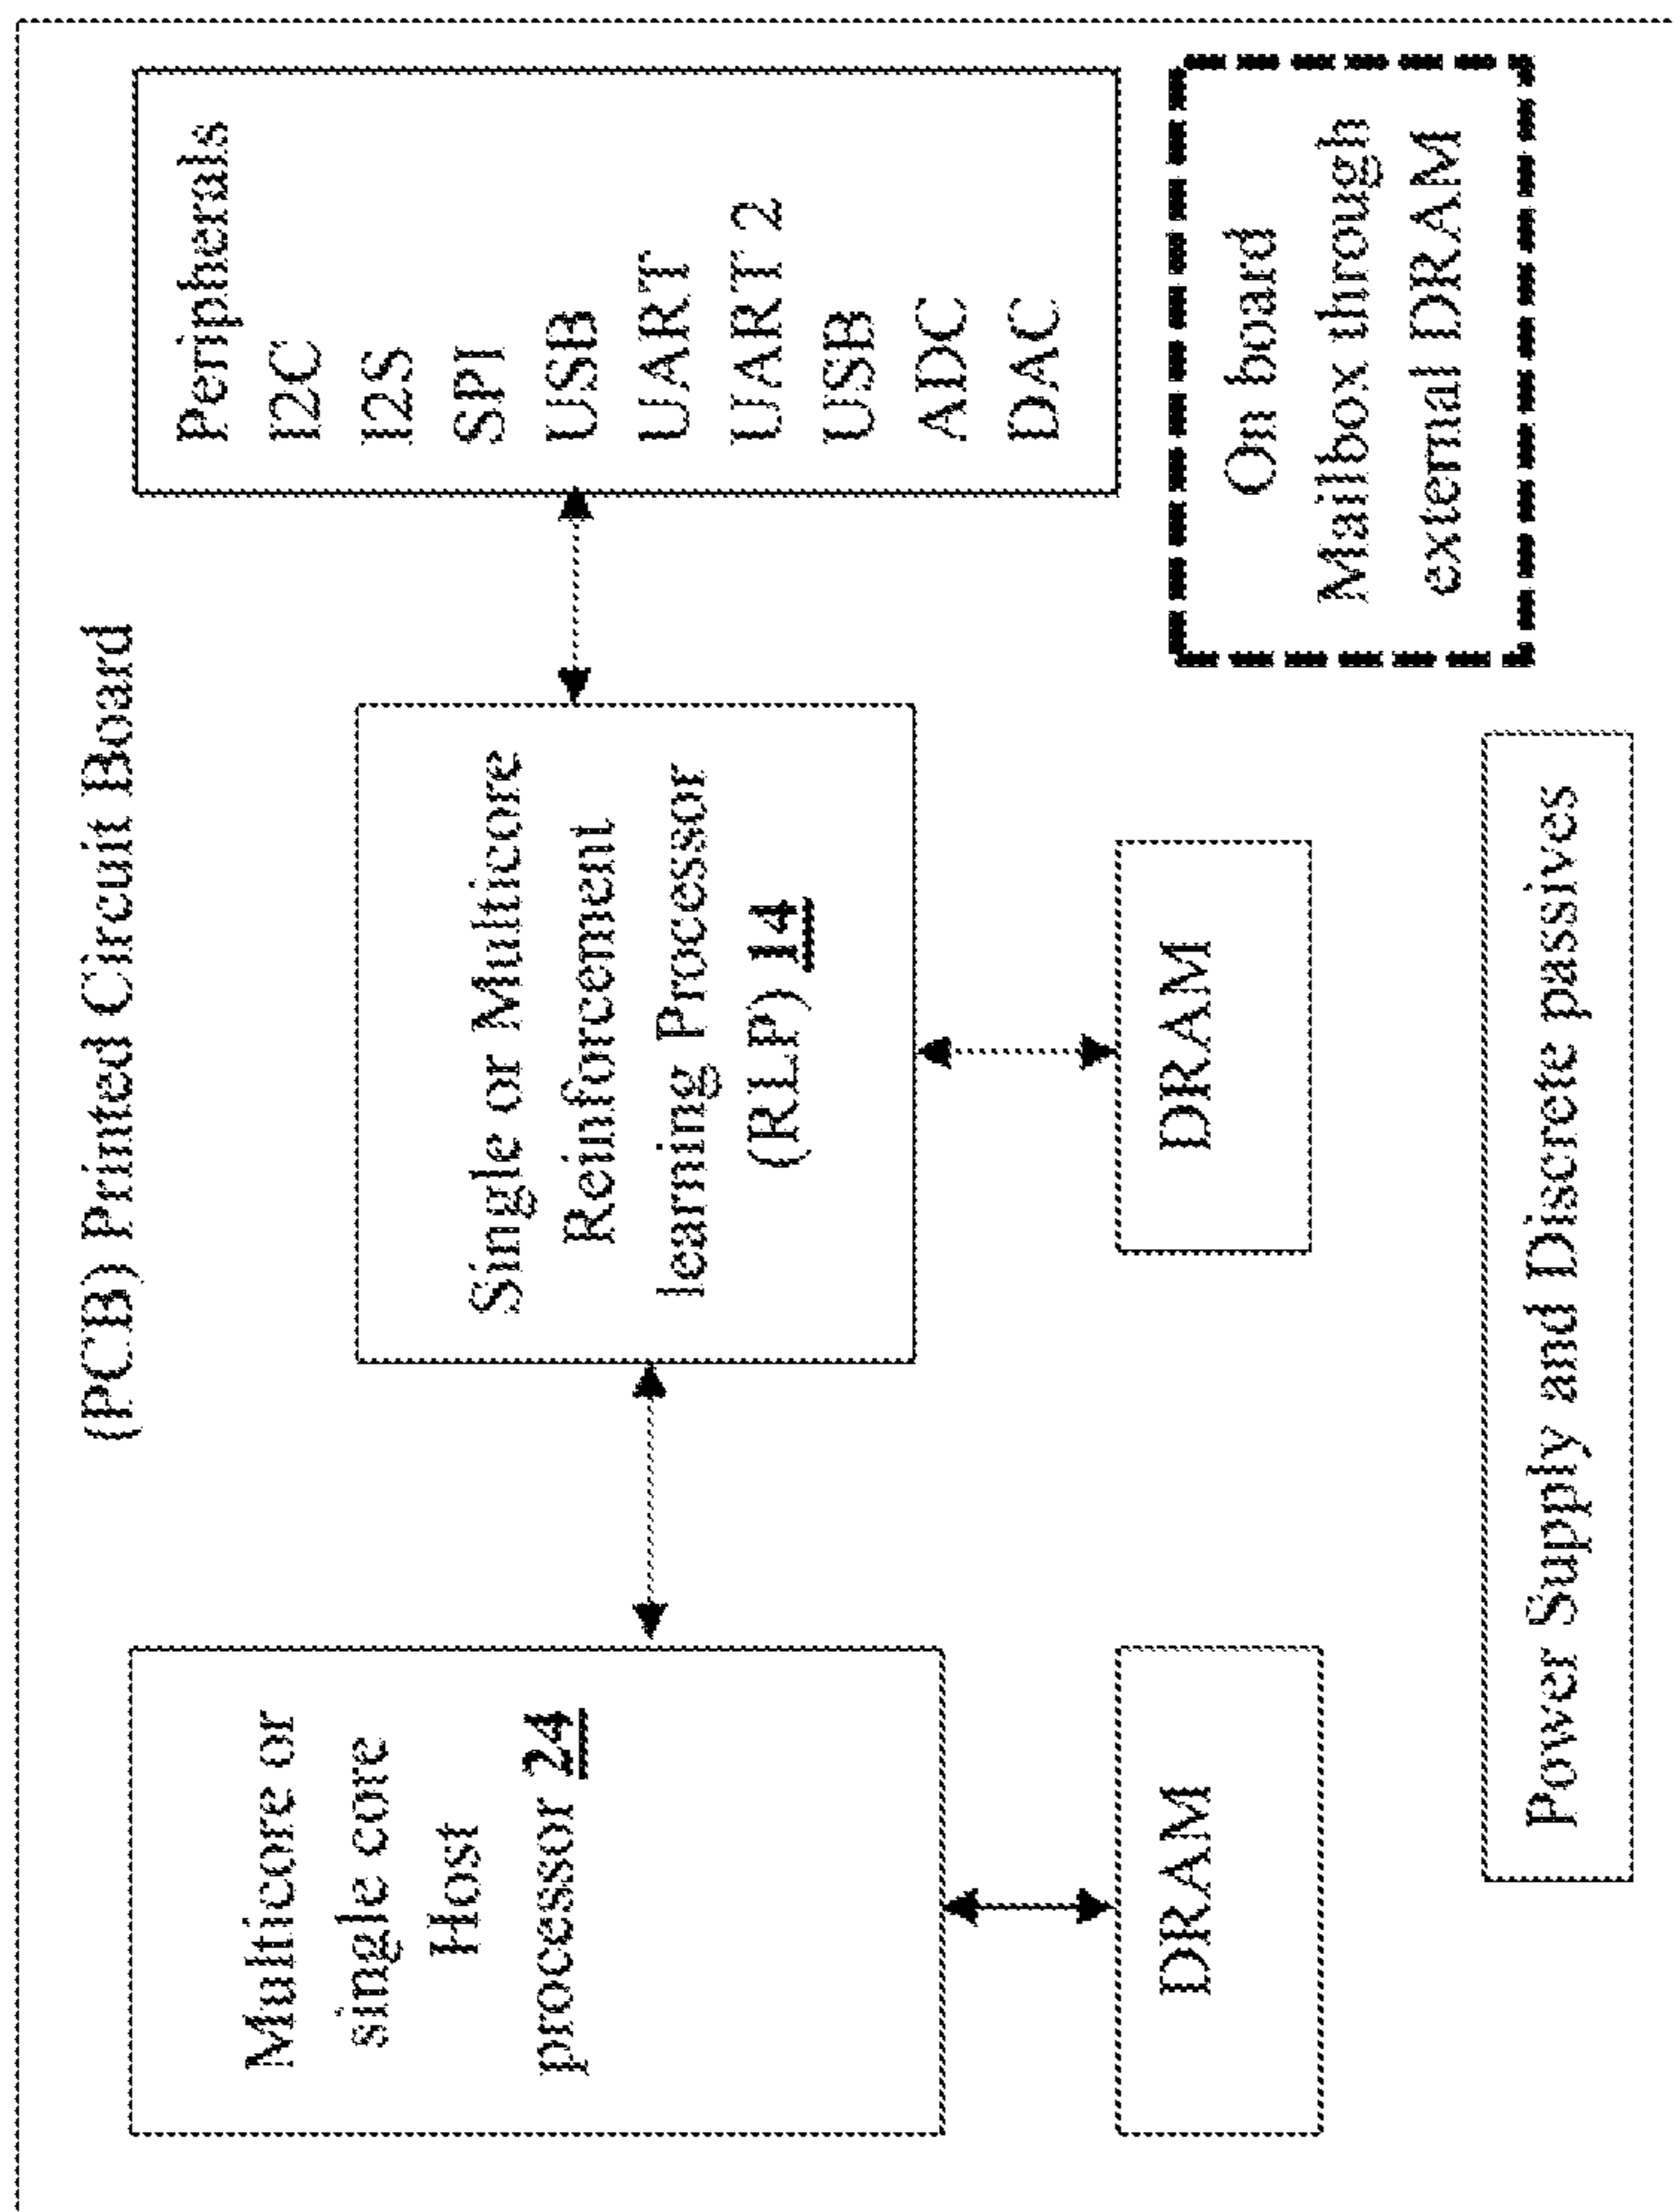 (PCB) Printed Circuit Board
Multicore or
single core
Host
processor 24
Single or Multicore
Reinforcement
learning Processor
(RLP) 14
Peripherals
I2C
I2S
SPI
USB
UART
UART 2
USB
ADC
DAC
DRAM
DRAM
On board
Mailbox through
external DRAM
Power Supply and Discrete passives